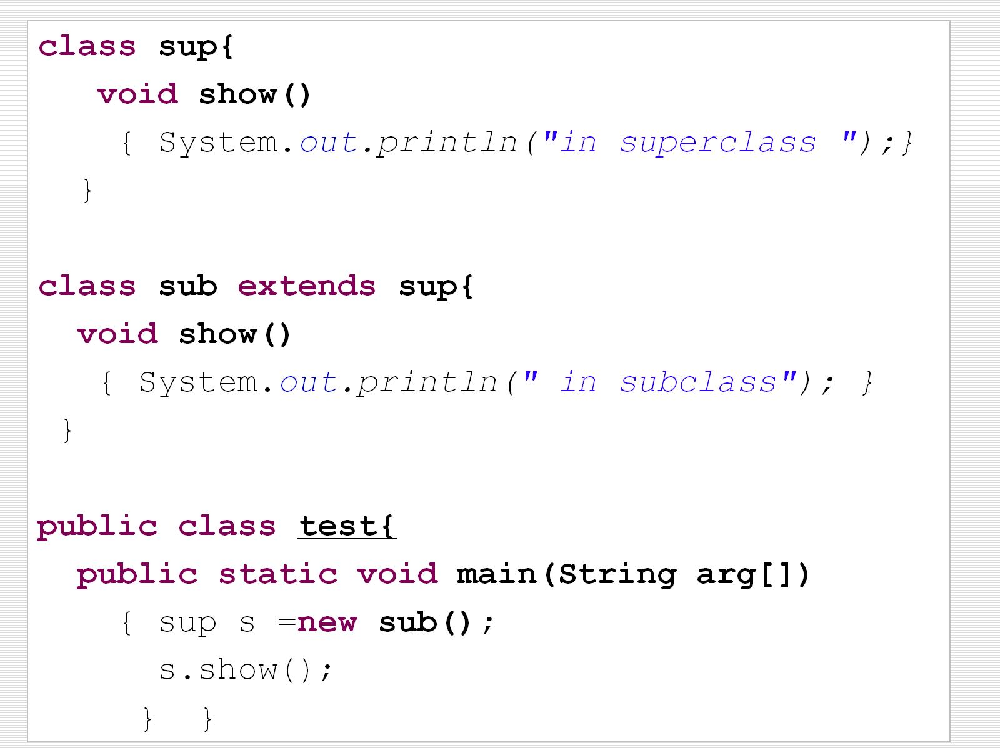 class sup{
void show()
{ System.out.println("in superclass ");}
}
class sub extends sup{
void show()
{ System.out.println(" in subclass"); }
}
public class test{
public static void main(String arg[])
{ sup s =new sub();
s.show();
} }